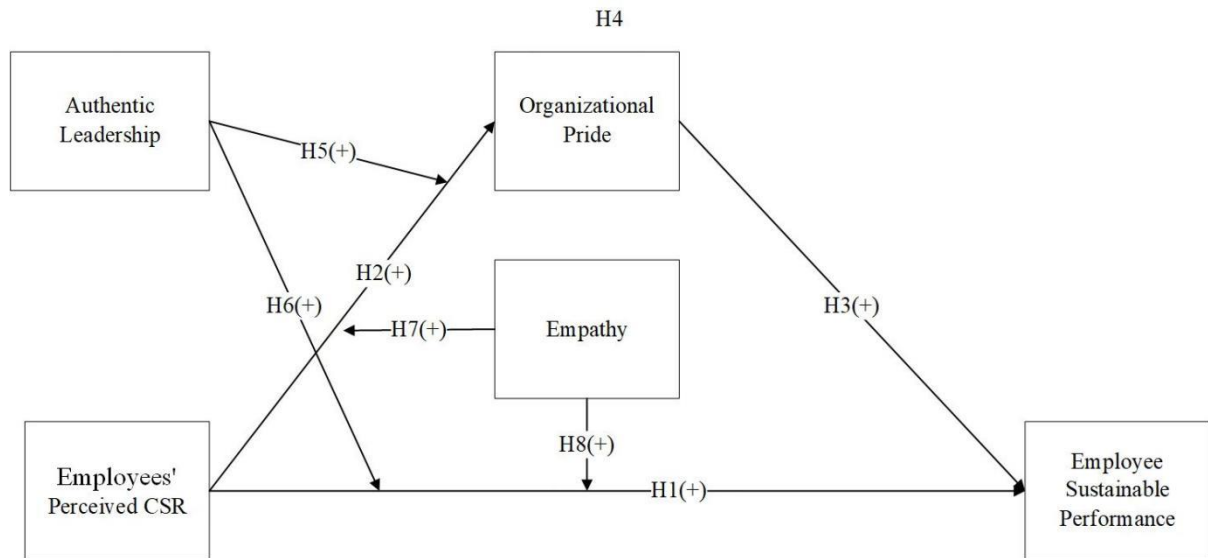 H4
Authentic
Leadership
Organizational
Pride
H5(+)
H2(+)
H6(+)
H7(+)
Empathy
H3(+)
H8(+)
Employees'
Perceived CSR
H1(+)
Employee
Sustainable
Performance